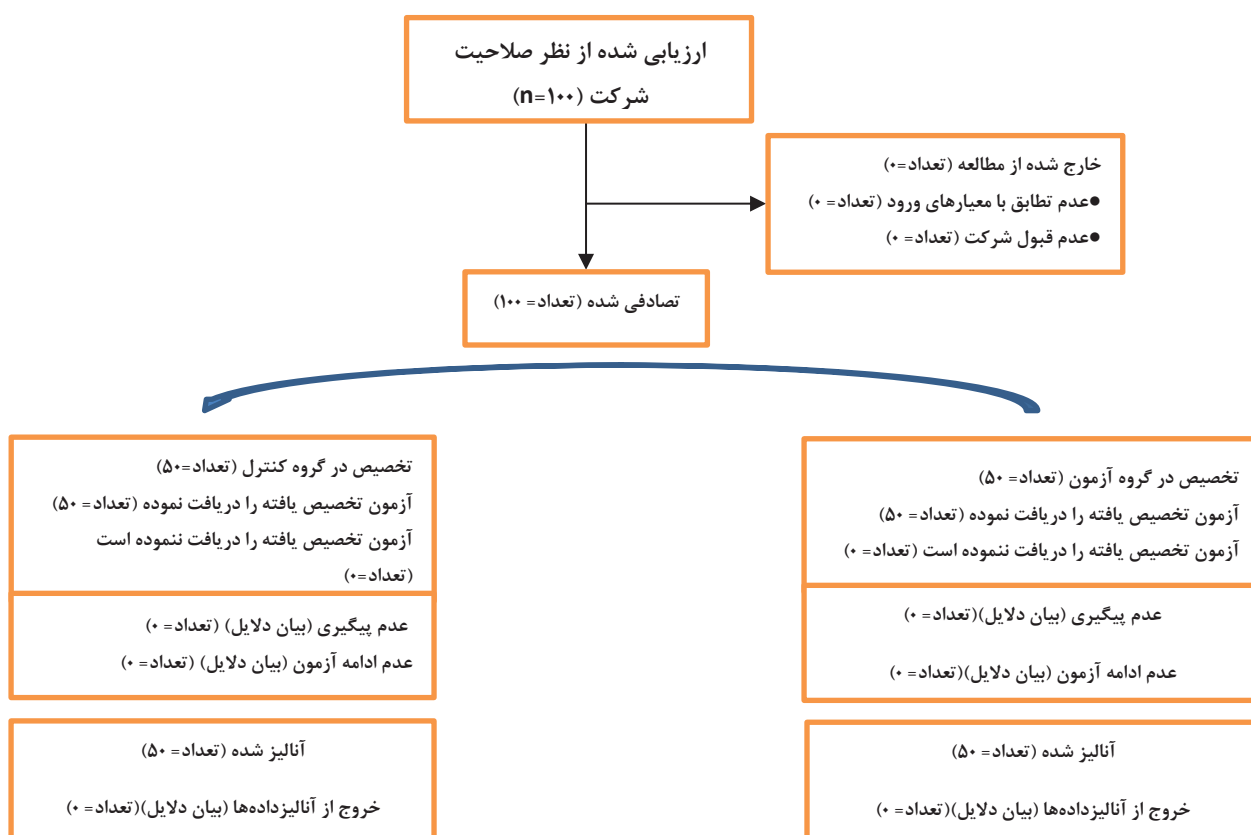 ارزیابی شده از نظر صلاحیت
شرکت (n=۱۰۰)
خارج شده از مطالعه (تعداد=۰)
●عدم تطابق با معیارهای ورود (تعداد= ۰)
●عدم قبول شرکت (تعداد= ۰)
تصادفی شده (تعداد= ۱۰۰)
تخصیص در گروه آزمون (تعداد= ۵۰)
آزمون تخصیص یافته را دریافت نموده (تعداد= ۵۰)
آزمون تخصیص یافته را دریافت ننموده است (تعداد= ۰)
عدم پیگیری (بیان دلایل)(تعداد= ۰)
عدم ادامه آزمون (بیان دلایل)(تعداد= ۰)
آنالیز شده (تعداد= ۵۰)
خروج از آنالیزداده‌ها (بیان دلایل)(تعداد= ۰)
تخصیص در گروه کنترل (تعداد=۵۰)
آزمون تخصیص یافته را دریافت نموده (تعداد= ۵۰)
آزمون تخصیص یافته را دریافت ننموده است
(تعداد=۰)
عدم پیگیری (بیان دلایل) (تعداد= ۰)
عدم ادامه آزمون (بیان دلایل) (تعداد= ۰)
آنالیز شده (تعداد= ۵۰)
خروج از آنالیزداده‌ها (بیان دلایل)(تعداد= ۰)